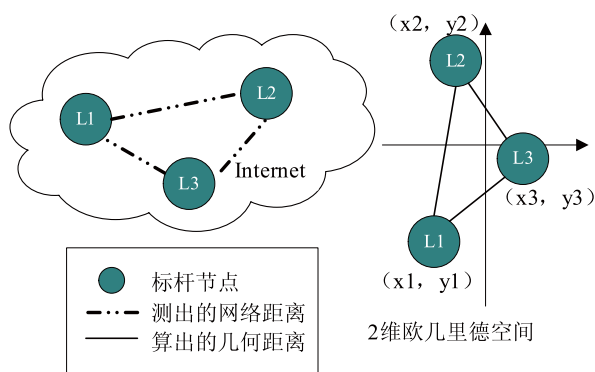 L1
L2
L3
Internet
标杆节点
测出的网络距离
算出的几何距离
(x2, y2)
L2
L3
(x3, y3)
L1
(x1, y1)
2维欧几里德空间